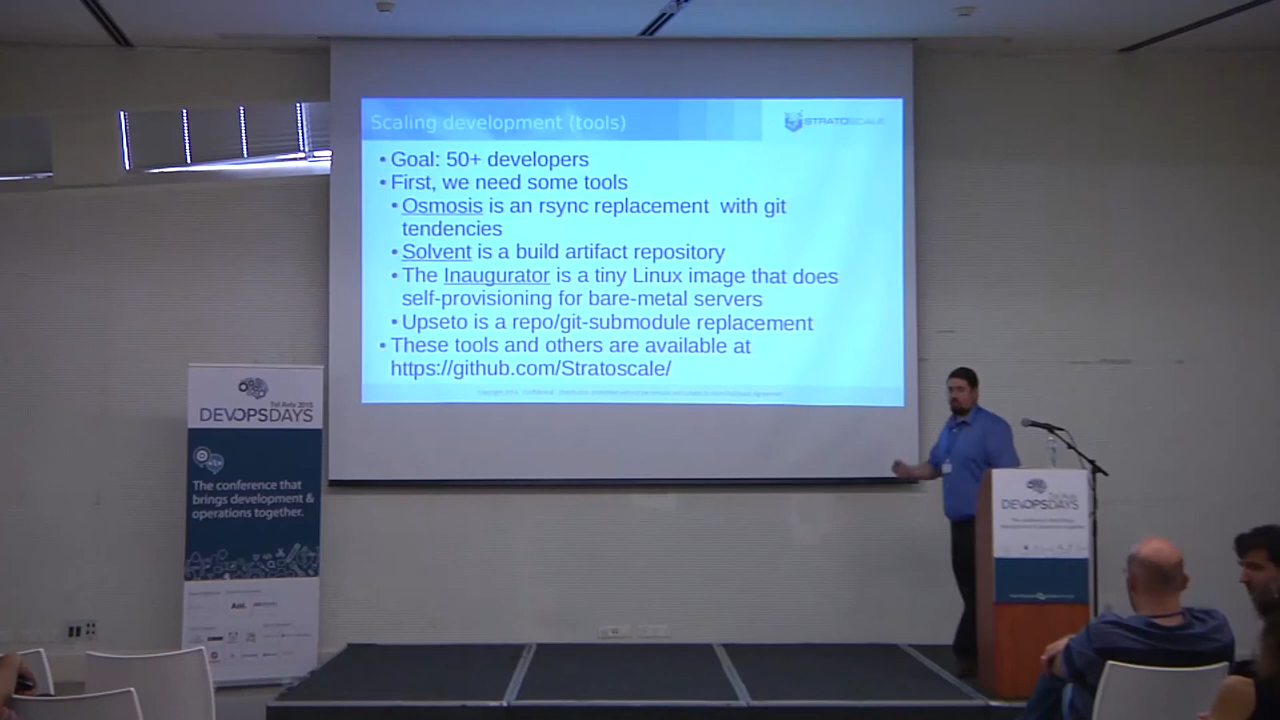 Scaling development (tools)
STRATOSCALE
• Goal: 50+ developers
• First, we need some tools
• Osmosis is an rsync replacement with git
tendencies
• Solvent is a build artifact repository
• The Inaugurator is a tiny Linux image that does
self-provisioning for bare-metal servers
• Upseto is a repo/git-submodule replacement
• These tools and others are available at
https://github.com/Stratoscale/
Tel Aviv 2015
DEVOPSDAYS
The conference that
brings development &
operations together.
Tel Aviv
DEVOPSDAYS